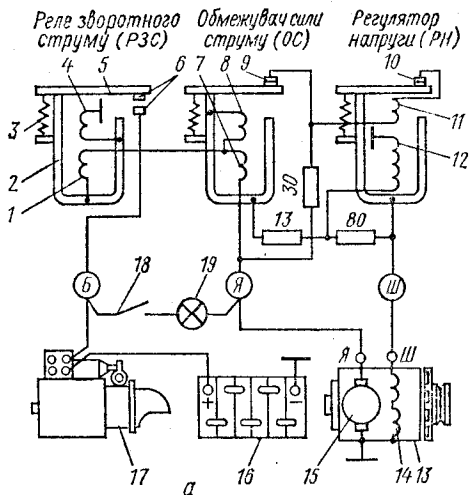 Реле зворотного струму (РЗС)
Обмежувач сили струму (ОС)
Регулятор напруги (РН)
4 5 6 7 8 9 10
3
2
1
11
12
30
13 80
Б 18 19 Я Ш
Я Ш
+ −
17 16 15 14 13
а